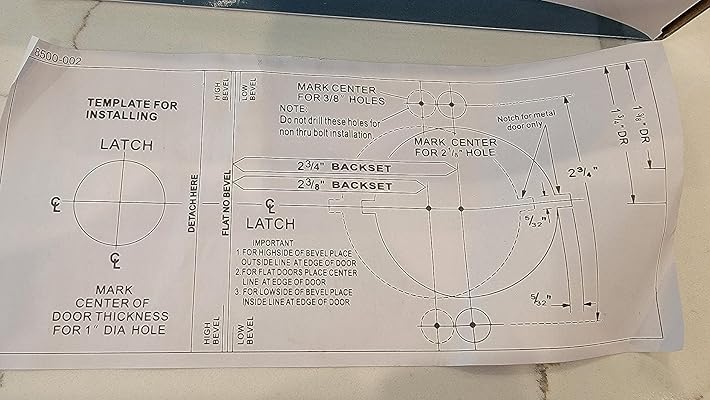 8500-002
TEMPLATE FOR
INSTALLING
LATCH
℄
℄
MARK
CENTER OF
DOOR THICKNESS
FOR 1" DIA HOLE
DETACH HERE
HIGH
BEVEL
FLAT NO BEVEL
LOW
BEVEL
HIGH
BEVEL
LOW
BEVEL
MARK CENTER
FOR 3/8" HOLES
NOTE:
Do not drill these holes for
non thru bolt installation.
MARK CENTER
FOR 2 1/8" HOLE
Notch for metal
door only
2 3/4" BACKSET
2 3/8" BACKSET
℄
LATCH
IMPORTANT
1. FOR HIGHSIDE OF BEVEL PLACE
OUTSIDE LINE AT EDGE OF DOOR
2. FOR FLAT DOORS PLACE CENTER
LINE AT EDGE OF DOOR
3. FOR LOWSIDE OF BEVEL PLACE
INSIDE LINE AT EDGE OF DOOR
5/32"
5/32"
2 3/4"
1 3/4" DR
1 3/8" DR